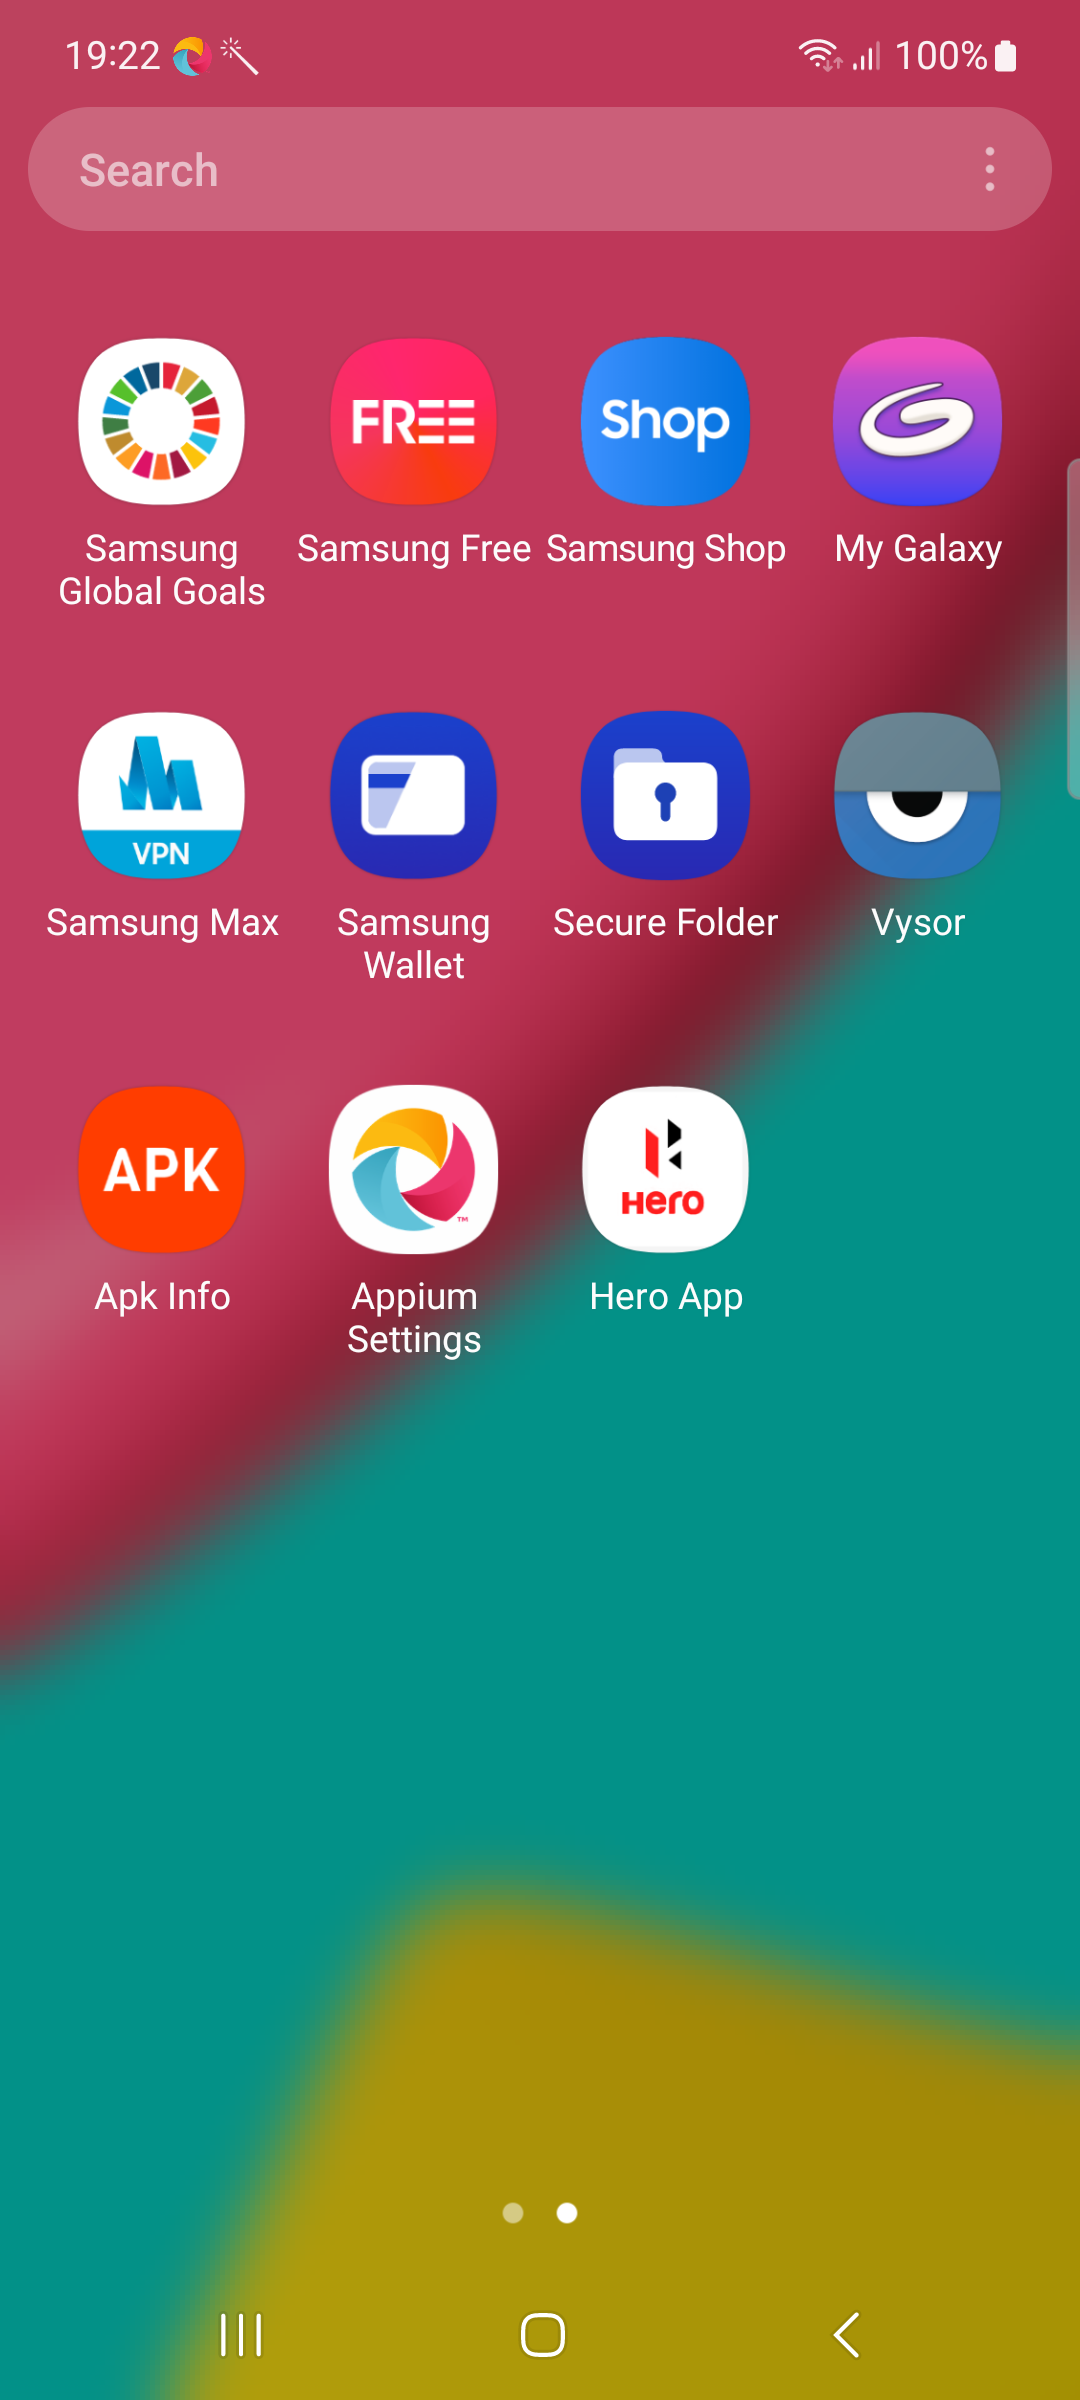 19:22 100%
Search
FREE
Shop
Samsung Global Goals
Samsung Free
Samsung Shop
My Galaxy
VPN
Samsung Max
Samsung Wallet
Secure Folder
Vysor
APK
TM
Hero
Apk Info
Appium Settings
Hero App